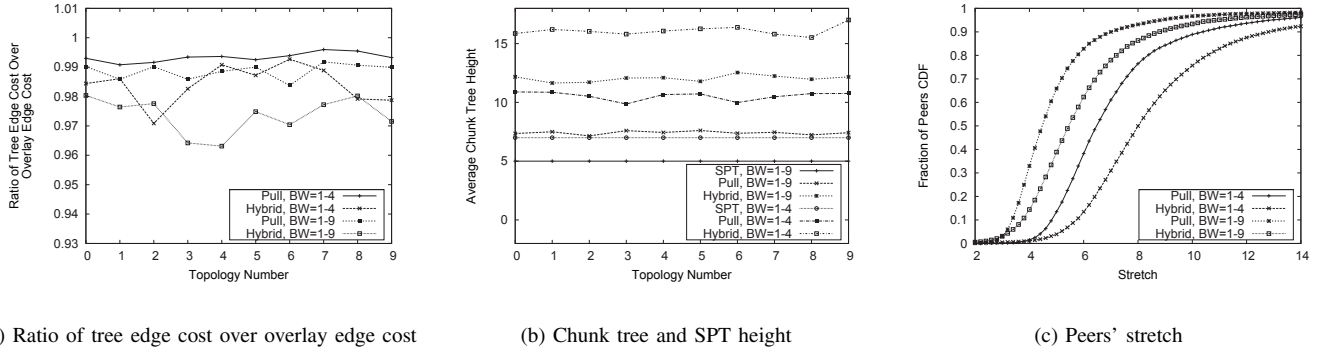 Ratio of Tree Edge Cost Over
Overlay Edge Cost
1.01
1
0.99
0.98
0.97
0.96
0.95
0.94
0.93
Pull, BW=1-4
Hybrid, BW=1-4
Pull, BW=1-9
Hybrid, BW=1-9
0 1 2 3 4 5 6 7 8 9
Topology Number
) Ratio of tree edge cost over overlay edge cost
Average Chunk Tree Height
15
10
5
0
SPT, BW=1-9
Pull, BW=1-9
Hybrid, BW=1-9
SPT, BW=1-4
Pull, BW=1-4
Hybrid, BW=1-4
0 1 2 3 4 5 6 7 8 9
Topology Number
(b) Chunk tree and SPT height
Fraction of Peers CDF
1
0.9
0.8
0.7
0.6
0.5
0.4
0.3
0.2
0.1
0
Pull, BW=1-4
Hybrid, BW=1-4
Pull, BW=1-9
Hybrid, BW=1-9
2 4 6 8 10 12 14
Stretch
(c) Peers' stretch